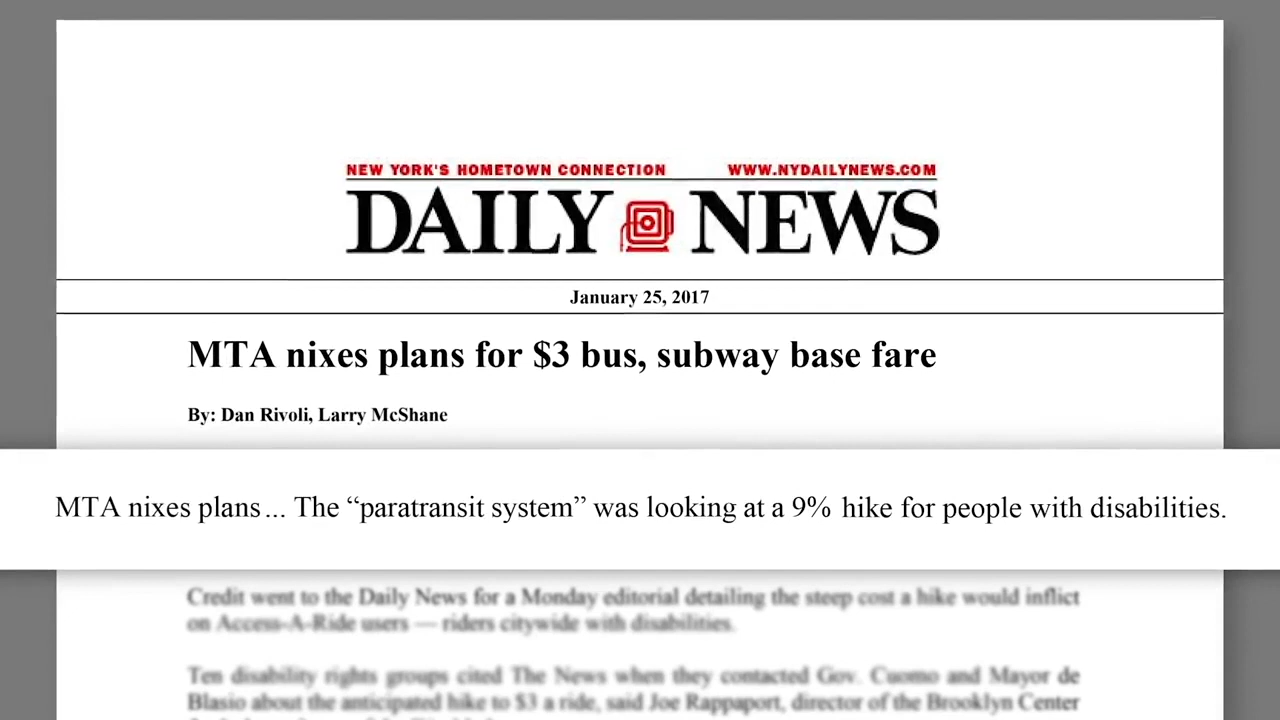 NEW YORK'S HOMETOWN CONNECTION WWW.NYDAILYNEWS.COM
DAILY NEWS
January 25, 2017
MTA nixes plans for $3 bus, subway base fare
By: Dan Rivoli, Larry McShane
MTA nixes plans... The “paratransit system” was looking at a 9% hike for people with disabilities.
Credit went to the Daily News for a Monday editorial detailing the steep cost a hike would inflict
on Access-A-Ride users — riders citywide with disabilities.
Ten disability rights groups cited The News when they contacted Gov. Cuomo and Mayor de
Blasio about the anticipated hike to $3 a ride, said Joe Rappaport, director of the Brooklyn Center